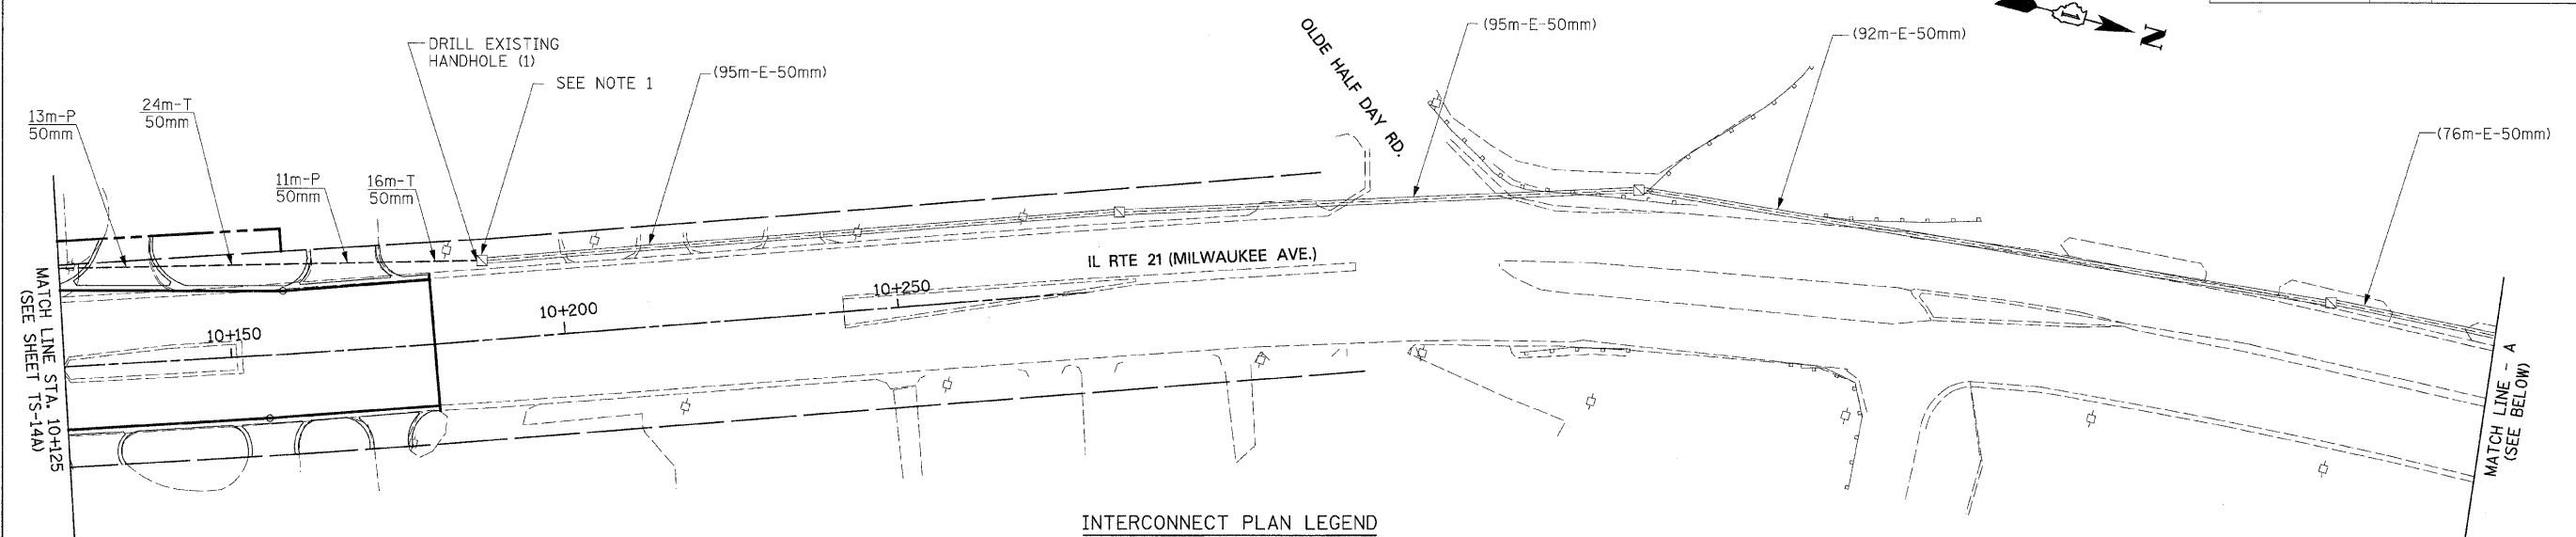 N
(95m-E-50mm)
(92m-E-50mm)
DRILL EXISTING
HANDHOLE (1)
SEE NOTE 1
(95m-E-50mm)
OLDE HALF DAY RD.
13m-P
50mm
24m-T
50mm
11m-P
50mm
16m-T
50mm
(76m-E-50mm)
IL RTE 21 (MILWAUKEE AVE.)
10+150
10+200
10+250
MATCH LINE STA. 10+125
(SEE SHEET TS-14A)
MATCH LINE - A
(SEE BELOW)
INTERCONNECT PLAN LEGEND